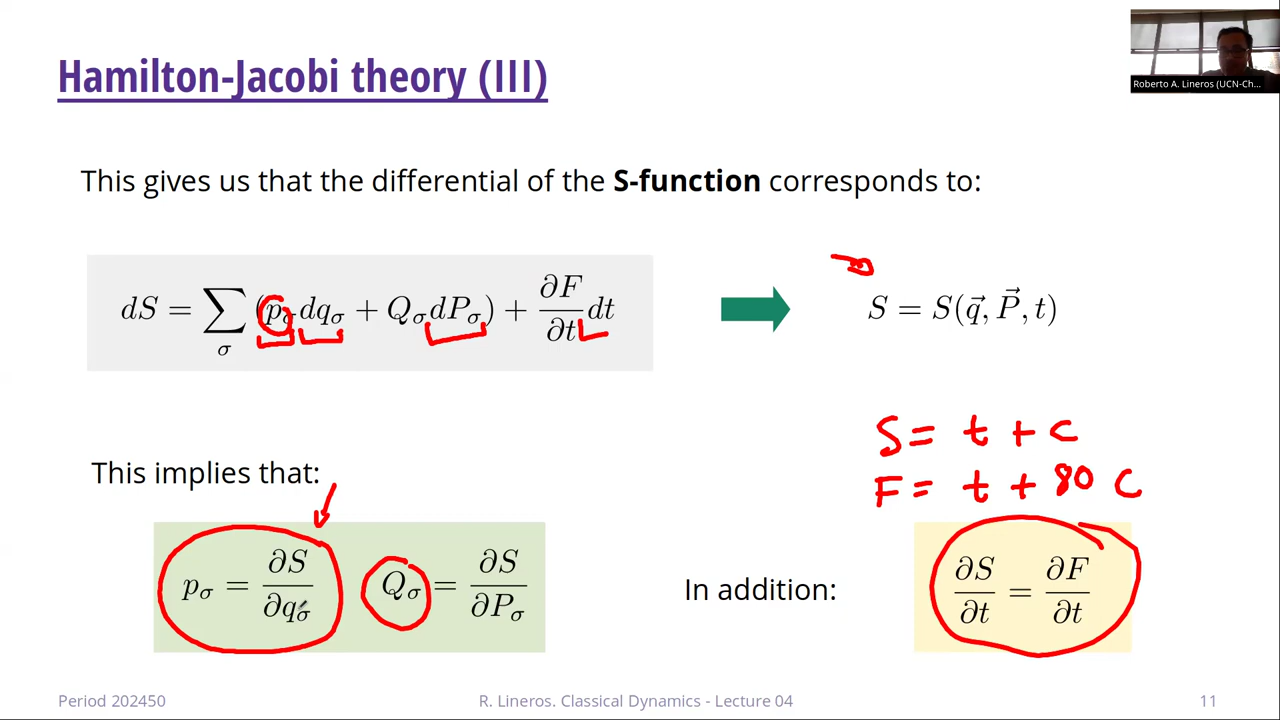 Hamilton-Jacobi theory (III)
Roberto A. Lineros (UCN-Ch...
This gives us that the differential of the S-function corresponds to:
dS = ∑_σ (p_σ dq_σ + Q_σ dP_σ) + ∂F/∂t dt
S = S(q⃗, P⃗, t)
S = t + c
F = t + 80 c
This implies that:
p_σ = ∂S/∂q_σ Q_σ = ∂S/∂P_σ
In addition:
∂S/∂t = ∂F/∂t
Period 202450
R. Lineros. Classical Dynamics - Lecture 04
11